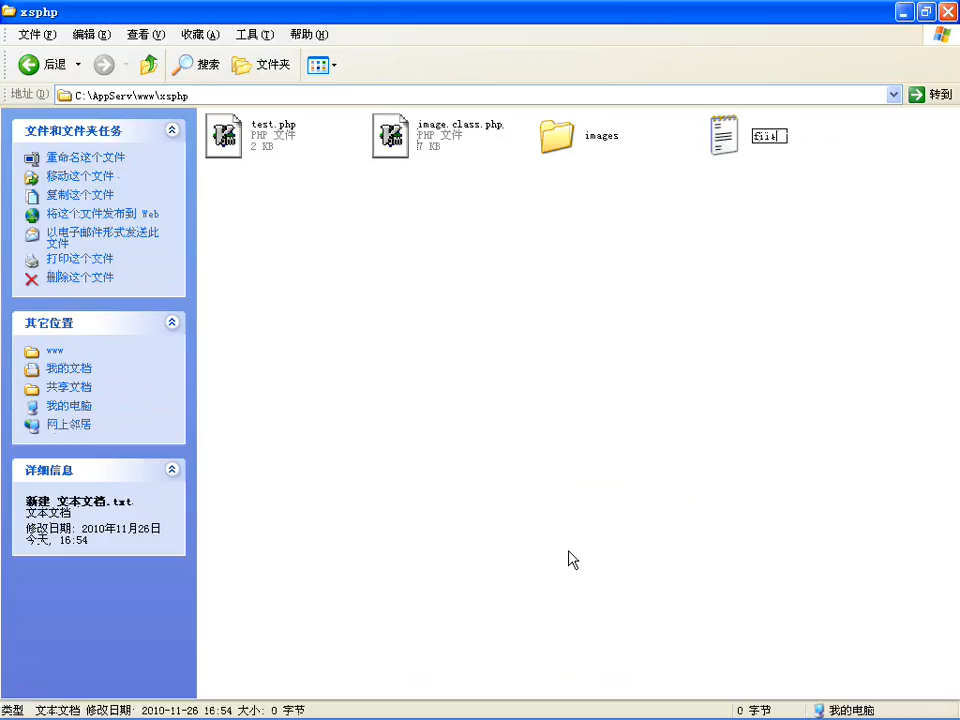 xsphp
文件(F) 编辑(E) 查看(V) 收藏(A) 工具(T) 帮助(H)
后退 搜索 文件夹
地址(D) C:\AppServ\www\xsphp 转到
文件和文件夹任务
重命名这个文件
移动这个文件
复制这个文件
将这个文件发布到 Web
以电子邮件形式发送此
文件
打印这个文件
删除这个文件
其它位置
www
我的文档
共享文档
我的电脑
网上邻居
详细信息
新建 文本文档.txt
文本文档
修改日期: 2010年11月26日
今天, 16:54
test.php
PHP 文件
2 KB
image.class.php
PHP 文件
7 KB
images
类型 文本文档 修改日期: 2010-11-26 16:54 大小: 0 字节 0 字节 我的电脑